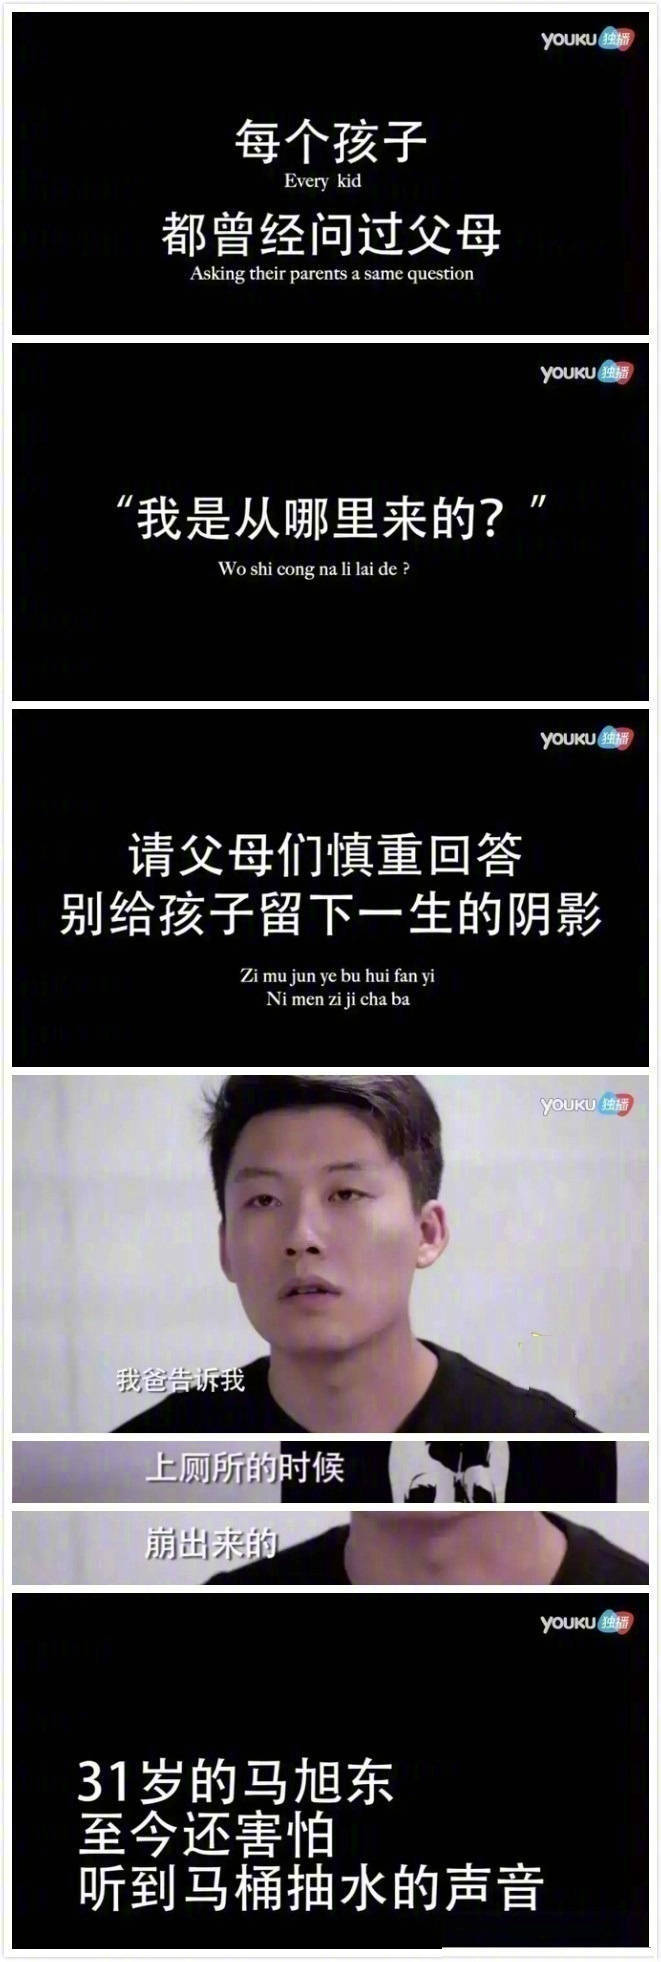 YOUKU 独播
每个孩子
Every kid
都曾经问过父母
Asking their parents a same question
YOUKU 独播
“我是从哪里来的？”
Wo shi cong na li lai de ?
YOUKU 独播
请父母们慎重回答
别给孩子留下一生的阴影
Zi mu jun ye bu hui fan yi
Ni men zi ji cha ba
YOUKU 独播
我爸告诉我
上厕所的时候
崩出来的
YOUKU 独播
31岁的马旭东
至今还害怕
听到马桶抽水的声音